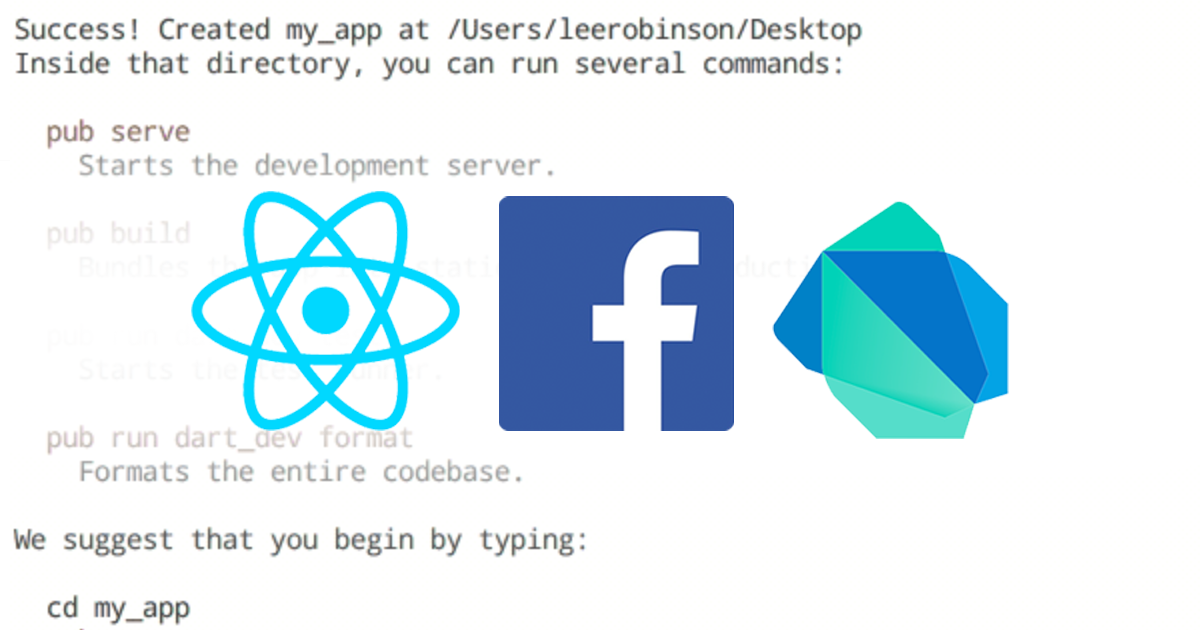 Success! Created my_app at /Users/leerobinson/Desktop
Inside that directory, you can run several commands:
pub serve
Starts the development server.
pub build
Bundles
pub run dart_dev format
Formats the entire codebase.
We suggest that you begin by typing:
cd my_app